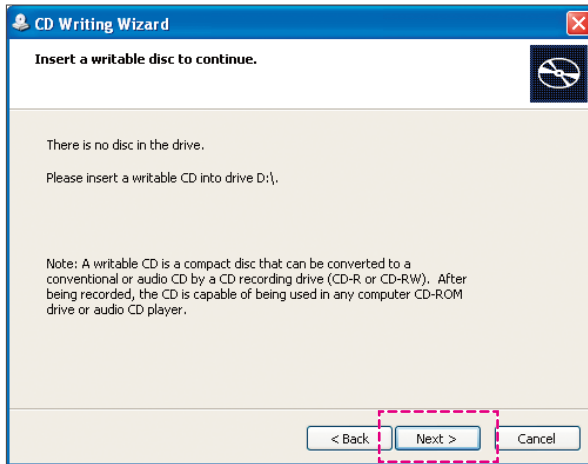 CD Writing Wizard
Insert a writable disc to continue.
There is no disc in the drive.
Please insert a writable CD into drive D:\.
Note: A writable CD is a compact disc that can be converted to a
conventional or audio CD by a CD recording drive (CD-R or CD-RW). After
being recorded, the CD is capable of being used in any computer CD-ROM
drive or audio CD player.
< Back Next > Cancel